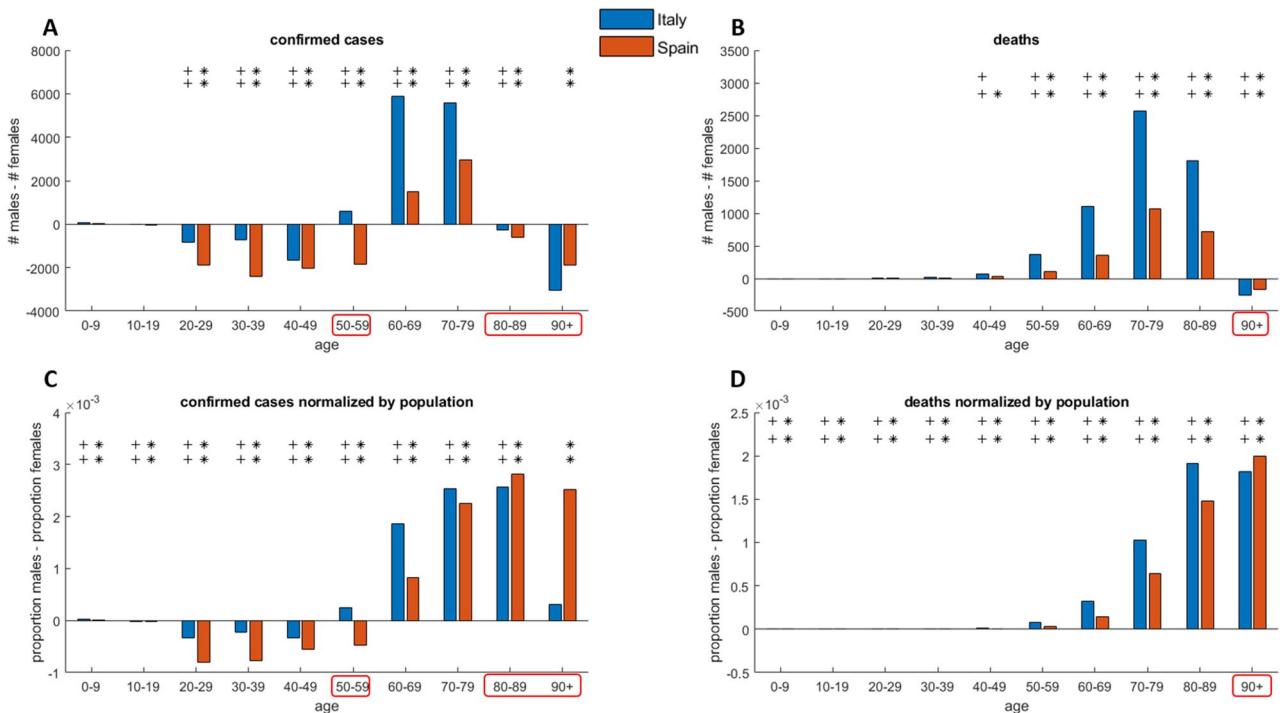 A
confirmed cases
Italy
Spain
8000
6000
4000
2000
0
-2000
-4000
# males - # females
+ * + * + * + * + * + * + * *
+ * + * + * + * + * + * + * *
0-9 10-19 20-29 30-39 40-49 50-59 60-69 70-79 80-89 90+
age
B
deaths
3500
3000
2500
2000
1500
1000
500
0
-500
# males - # females
+ + * + * + * + * + *
+ * + * + * + * + * + *
0-9 10-19 20-29 30-39 40-49 50-59 60-69 70-79 80-89 90+
age
C
×10-3
confirmed cases normalized by population
4
3
2
1
0
-1
proportion males - proportion females
+ * + * + * + * + * + * + * + * + * *
+ * + * + * + * + * + * + * + * + * *
0-9 10-19 20-29 30-39 40-49 50-59 60-69 70-79 80-89 90+
age
D
×10-3
deaths normalized by population
2.5
2
1.5
1
0.5
0
-0.5
proportion males - proportion females
+ * + * + * + * + * + * + * + * + * + *
+ * + * + * + * + * + * + * + * + * + *
0-9 10-19 20-29 30-39 40-49 50-59 60-69 70-79 80-89 90+
age